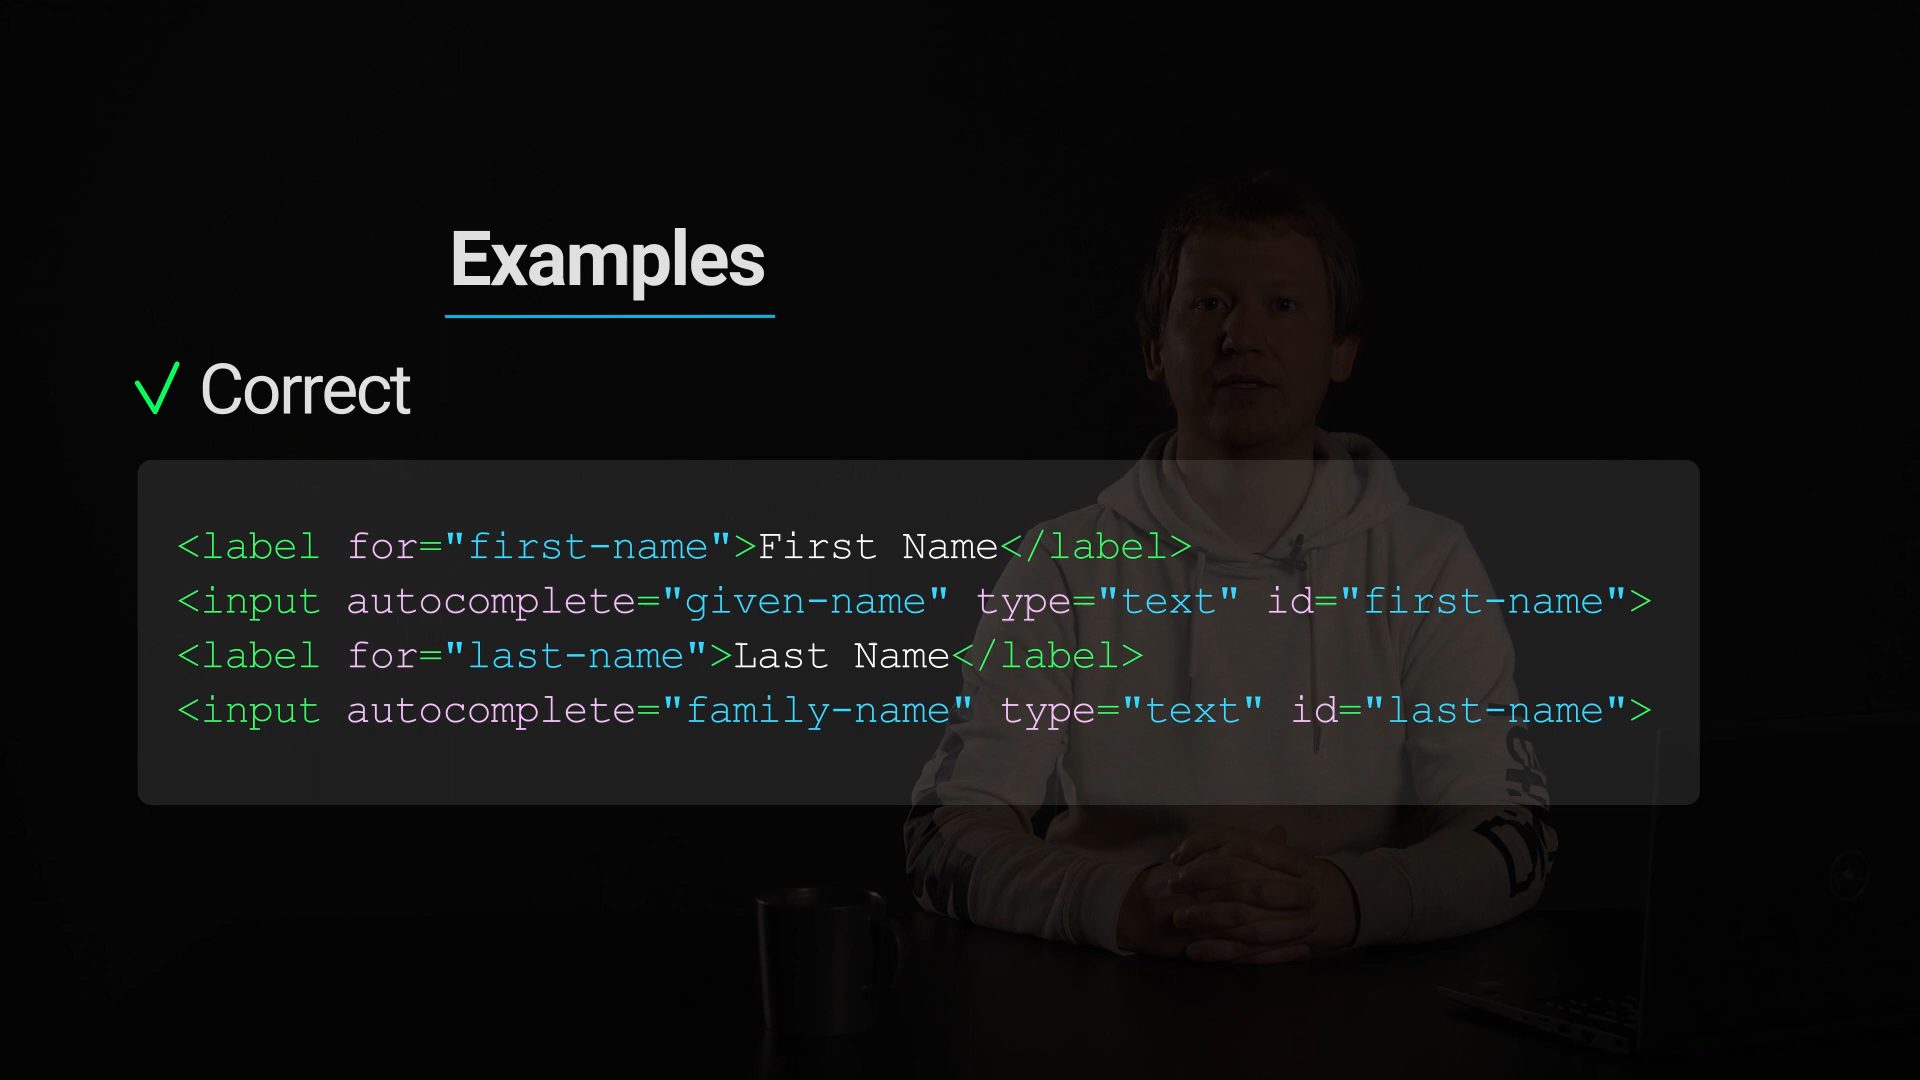 Examples
Correct
<label for="first-name">First Name</label>
<input autocomplete="given-name" type="text" id="first-name">
<label for="last-name">Last Name</label>
<input autocomplete="family-name" type="text" id="last-name">